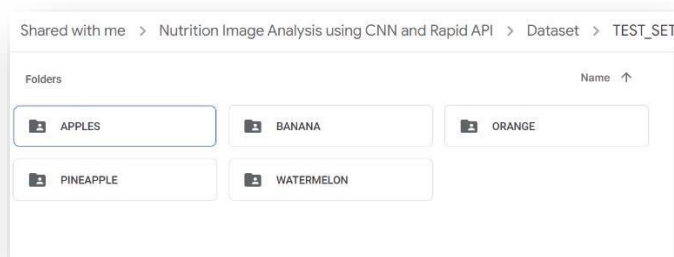 Shared with me > Nutrition Image Analysis using CNN and Rapid API > Dataset > TEST_SET
Folders Name ↑
APPLES BANANA ORANGE
PINEAPPLE WATERMELON